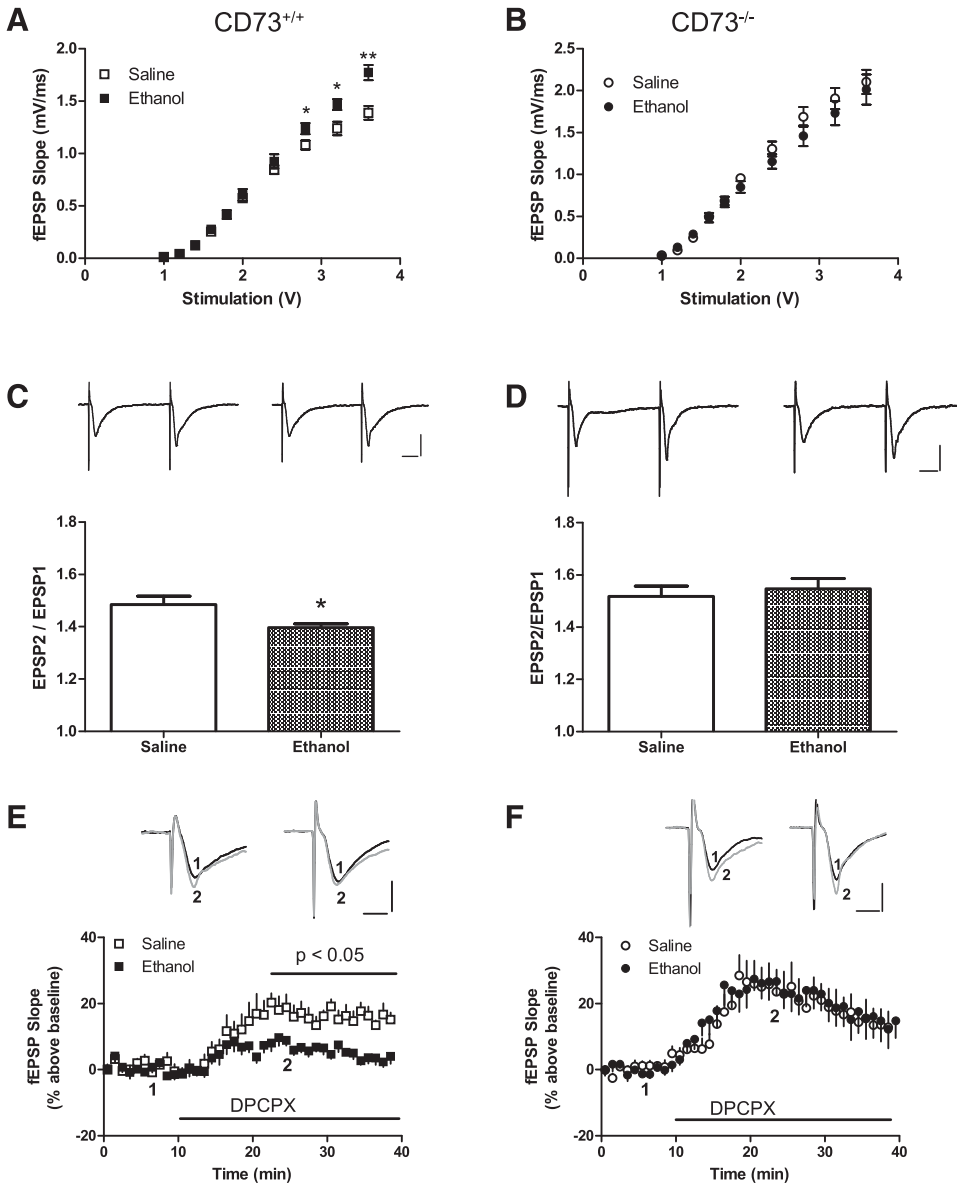 A
CD73+/+
2.0
1.5
1.0
0.5
0.0
fEPSP Slope (mV/ms)
Saline
Ethanol
*
*
**
0
1
2
3
4
Stimulation (V)
B
CD73-/-
2.5
2.0
1.5
1.0
0.5
0.0
fEPSP Slope (mV/ms)
Saline
Ethanol
0
1
2
3
4
Stimulation (V)
C
1.8
1.6
1.4
1.2
1.0
EPSP2 / EPSP1
*
Saline
Ethanol
D
1.8
1.6
1.4
1.2
1.0
EPSP2/EPSP1
Saline
Ethanol
E
1
2
1
2
40
20
0
-20
fEPSP Slope
(% above baseline)
Saline
Ethanol
p < 0.05
1
2
DPCPX
0
10
20
30
40
Time (min)
F
1
2
1
2
40
20
0
-20
fEPSP Slope
(% above baseline)
Saline
Ethanol
1
2
DPCPX
0
10
20
30
40
Time (min)